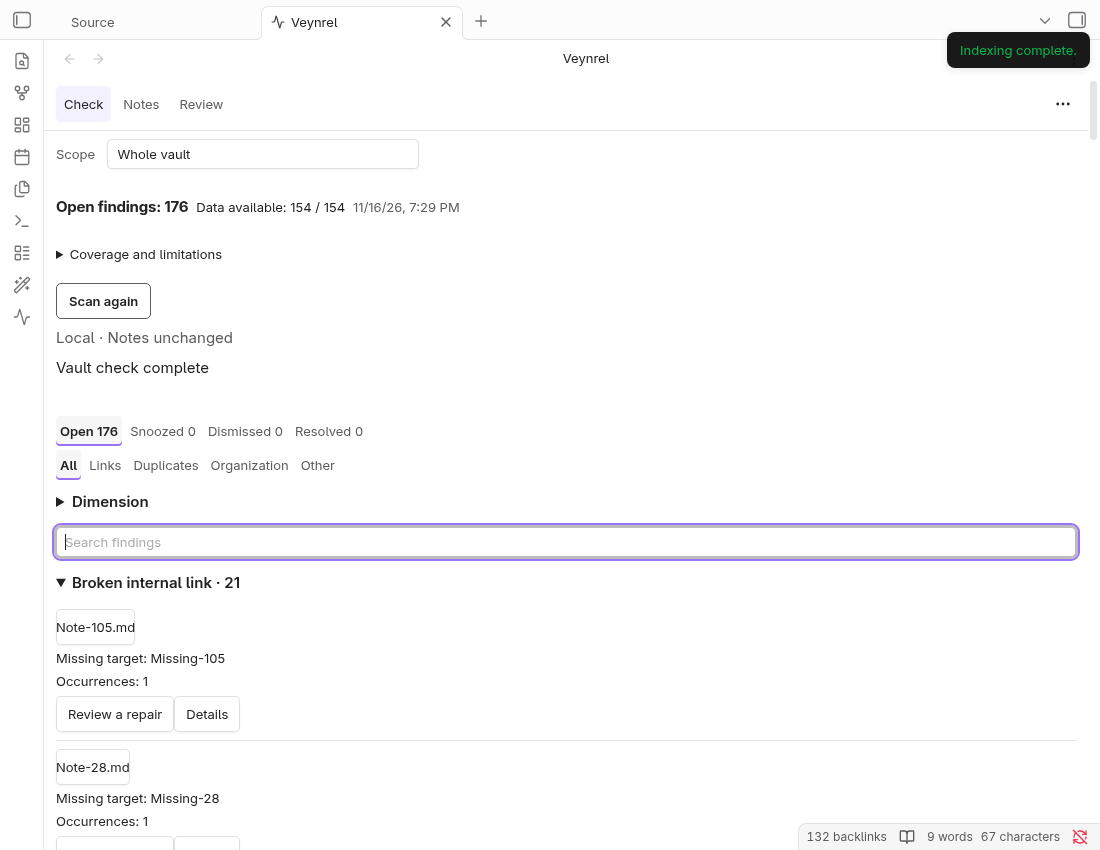 Source
Veynrel
Veynrel
Indexing complete.
Check
Notes
Review
Scope
Whole vault
Open findings: 176 Data available: 154 / 154 11/16/26, 7:29 PM
Coverage and limitations
Scan again
Local · Notes unchanged
Vault check complete
Open 176 Snoozed 0 Dismissed 0 Resolved 0
All Links Duplicates Organization Other
Dimension
Search findings
Broken internal link · 21
Note-105.md
Missing target: Missing-105
Occurrences: 1
Review a repair Details
Note-28.md
Missing target: Missing-28
Occurrences: 1
132 backlinks 9 words 67 characters